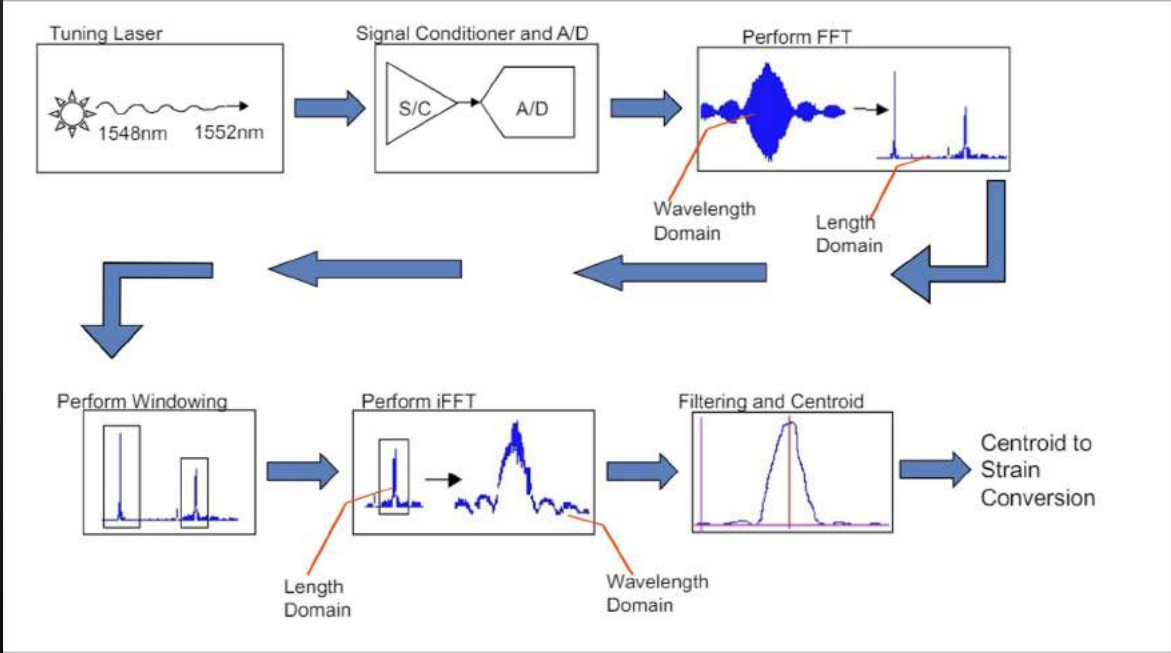 Tuning Laser
1548nm
1552nm
Signal Conditioner and A/D
S/C
A/D
Perform FFT
Wavelength
Domain
Length
Domain
Perform Windowing
Perform iFFT
Length
Domain
Wavelength
Domain
Filtering and Centroid
Centroid to
Strain
Conversion